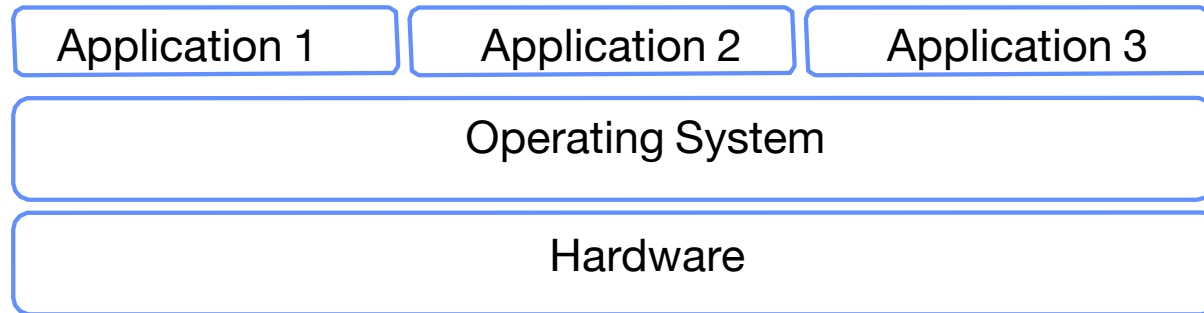 Application 1 Application 2 Application 3
Operating System
Hardware